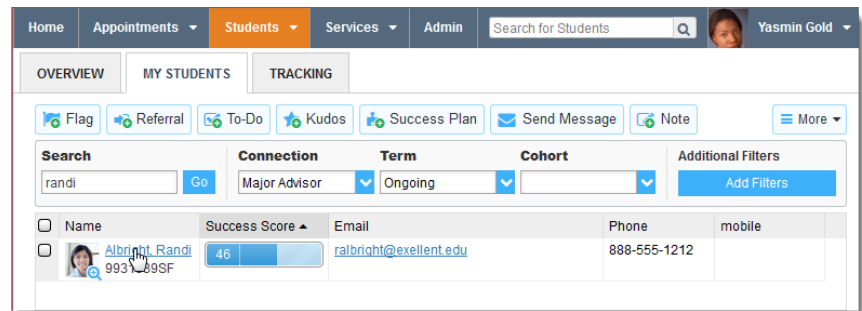 Home Appointments Students Services Admin Search for Students Yasmin Gold
OVERVIEW MY STUDENTS TRACKING
Flag Referral To-Do Kudos Success Plan Send Message Note More
Search Connection Term Cohort Additional Filters
randi Go Major Advisor Ongoing Add Filters
Name Success Score Email Phone mobile
Albright, Randi 46 ralbright@exellent.edu 888-555-1212